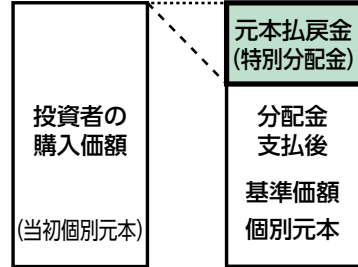 投資者の
購入価額
(当初個別元本)
元本払戻金
(特別分配金)
分配金
支払後
基準価額
個別元本